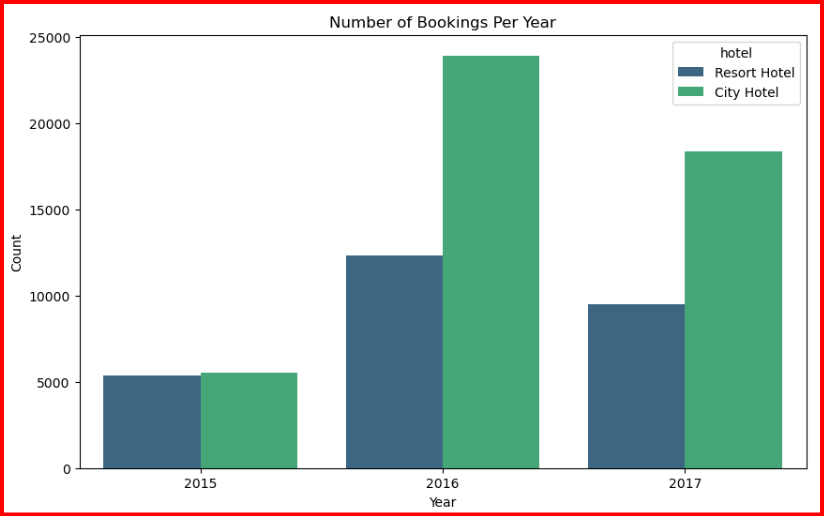 Number of Bookings Per Year
hotel
Resort Hotel
City Hotel
25000
20000
15000
10000
5000
0
Count
2015 2016 2017
Year